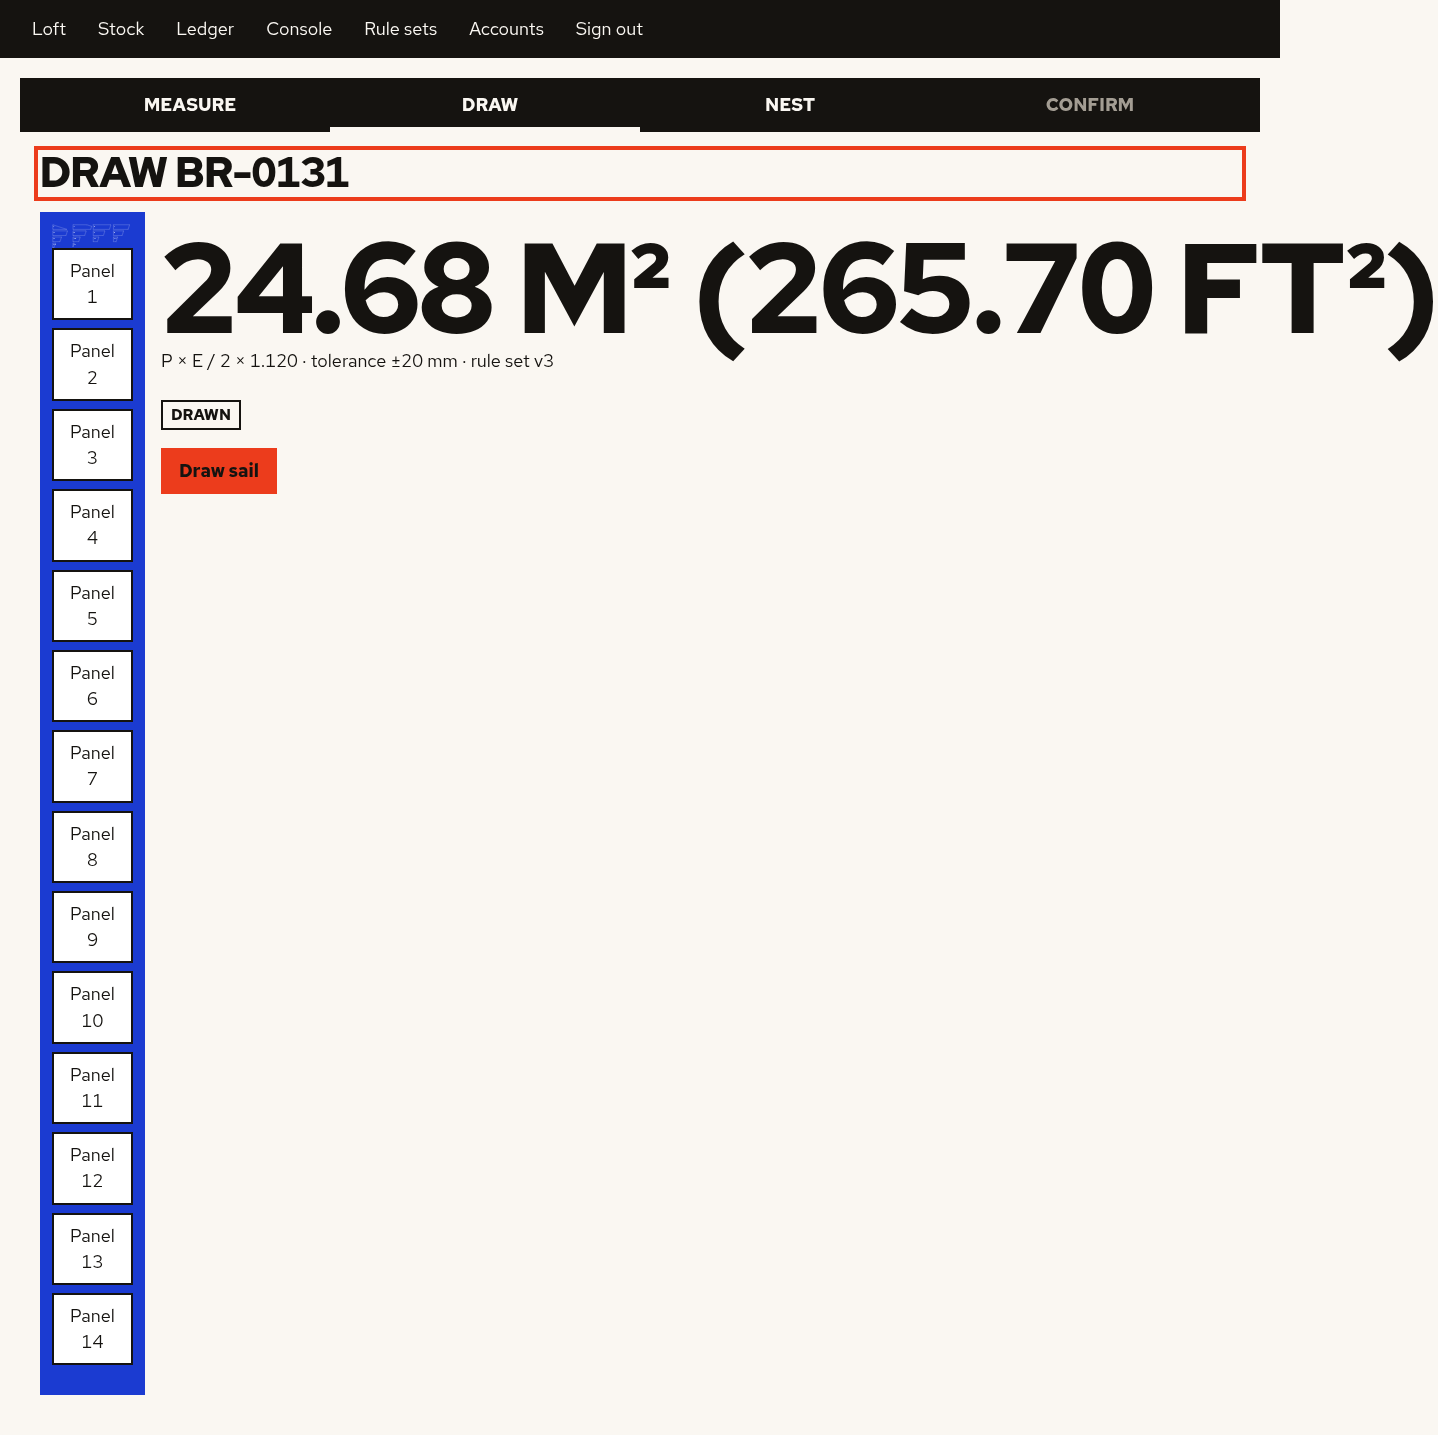 Loft Stock Ledger Console Rule sets Accounts Sign out
MEASURE DRAW NEST CONFIRM
DRAW BR-0131
24.68 M² (265.70 FT²)
P × E / 2 × 1.120 · tolerance ±20 mm · rule set v3
DRAWN
Draw sail
Panel
1
Panel
2
Panel
3
Panel
4
Panel
5
Panel
6
Panel
7
Panel
8
Panel
9
Panel
10
Panel
11
Panel
12
Panel
13
Panel
14